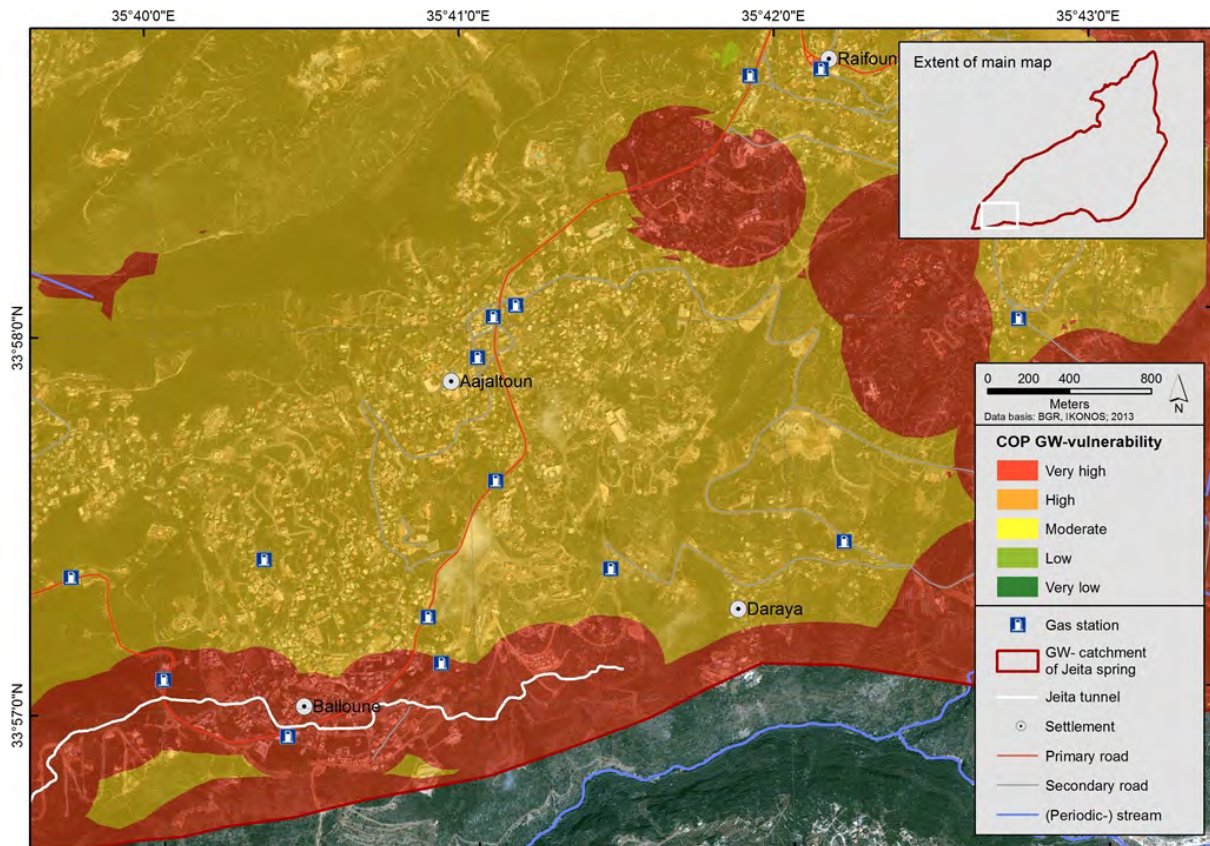 35°40'0"E
35°41'0"E
35°42'0"E
35°43'0"E
Raifoun
Extent of main map
33°58'0"N
Aajaltoun
0 200 400 800
Meters
Data basis: BGR, IKONOS; 2013
N
COP GW-vulnerability
Very high
High
Moderate
Low
Very low
Daraya
Gas station
GW- catchment
of Jeita spring
Jeita tunnel
33°57'0"N
Balloune
Settlement
Primary road
Secondary road
(Periodic-) stream